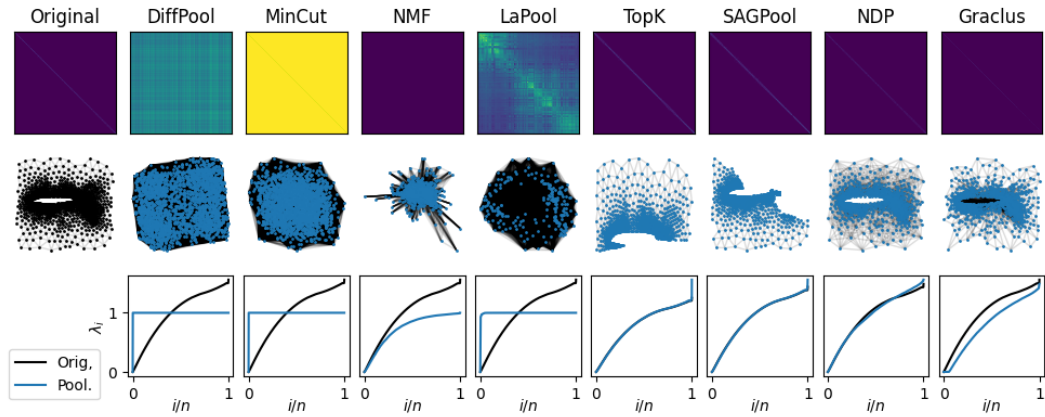 Original DiffPool MinCut NMF LaPool TopK SAGPool NDP Graclus
λi
1
0
Orig,
Pool.
0 1 0 1 0 1 0 1 0 1 0 1 0 1 0 1
i/n i/n i/n i/n i/n i/n i/n i/n